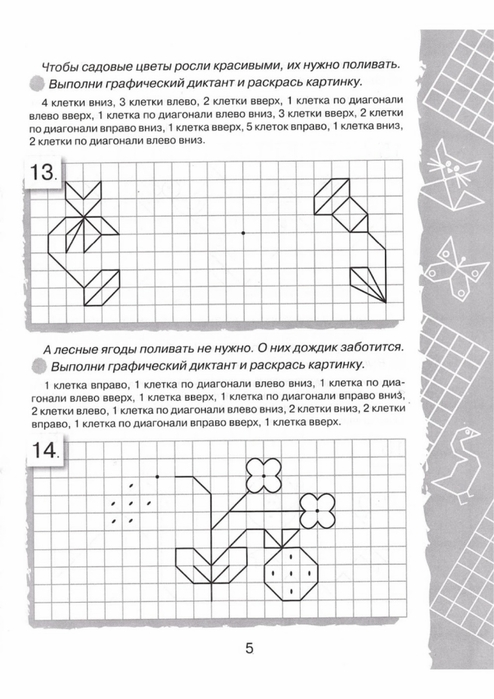 Чтобы садовые цветы росли красивыми, их нужно поливать.
Выполни графический диктант и раскрась картинку.
4 клетки вниз, 3 клетки влево, 2 клетки вверх, 1 клетка по диагонали
влево вверх, 1 клетка по диагонали влево вниз, 3 клетки вверх, 2 клетки
по диагонали вправо вниз, 1 клетка вверх, 5 клеток вправо, 1 клетка вниз,
2 клетки по диагонали влево вниз.
13.
А лесные ягоды поливать не нужно. О них дождик заботится.
Выполни графический диктант и раскрась картинку.
1 клетка вправо, 1 клетка по диагонали влево вниз, 1 клетка по диа-
гонали влево вверх, 1 клетка вверх, 1 клетка по диагонали вправо вниз,
2 клетки влево, 1 клетка по диагонали влево вниз, 2 клетки вниз, 2 клетки
вправо, 1 клетка по диагонали вправо вверх, 1 клетка вверх.
14.
5